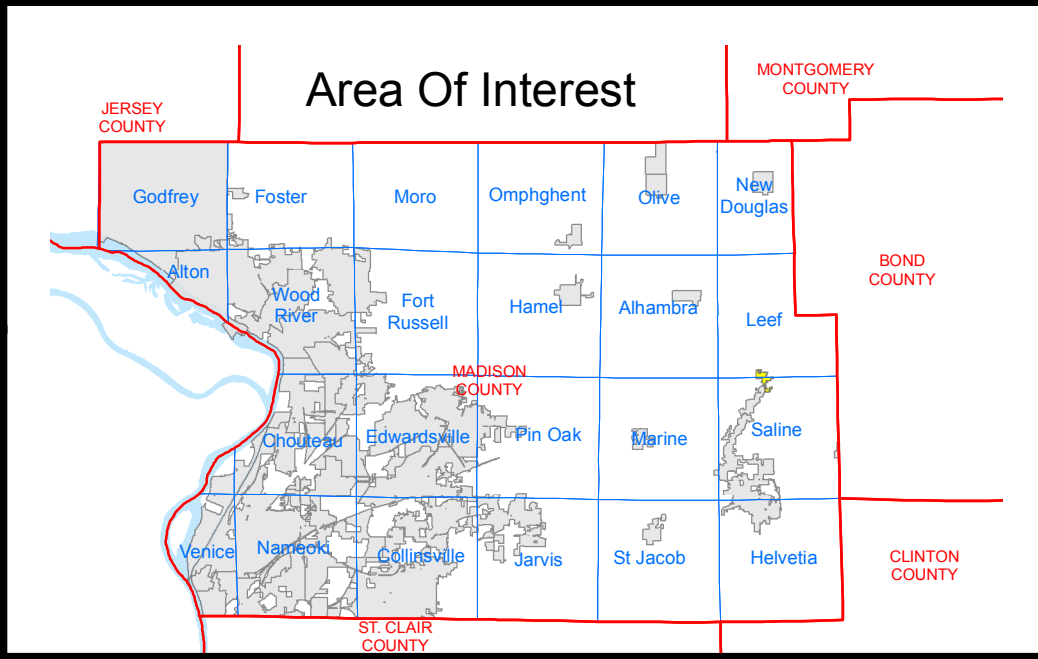 Area Of Interest
MONTGOMERY
COUNTY
JERSEY
COUNTY
Godfrey
Foster
Moro
Omphghent
Olive
New
Douglas
BOND
COUNTY
Alton
Wood
River
Fort
Russell
Hamel
Alhambra
Leef
MADISON
COUNTY
Chouteau
Edwardsville
Pin Oak
Marine
Saline
Venice
Nameoki
Collinsville
Jarvis
St Jacob
Helvetia
CLINTON
COUNTY
ST. CLAIR
COUNTY